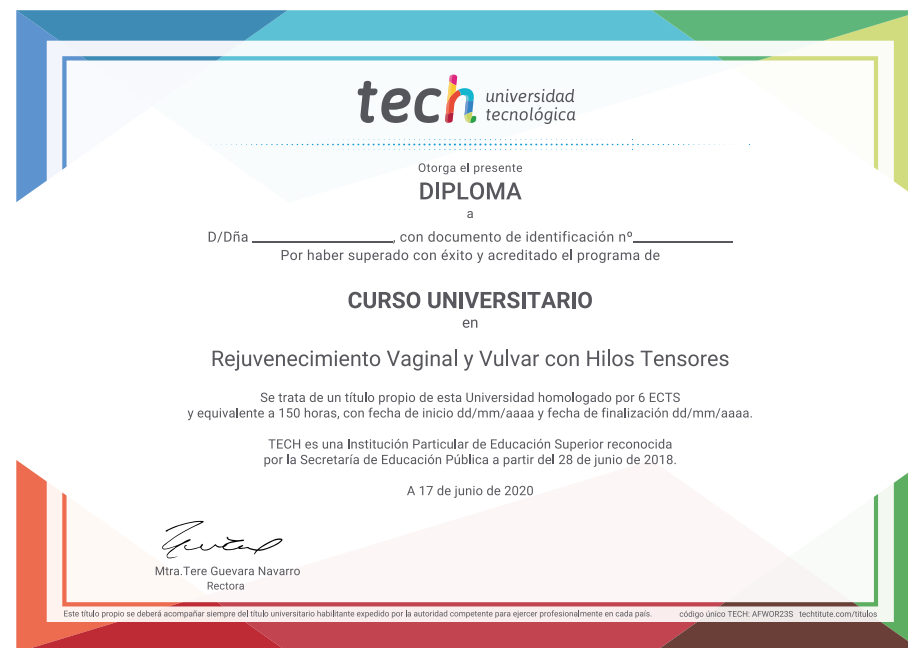 tech universidad
tecnológica
Otorga el presente
DIPLOMA
a
D/Dña ____________________, con documento de identificación nº______________
Por haber superado con éxito y acreditado el programa de
CURSO UNIVERSITARIO
en
Rejuvenecimiento Vaginal y Vulvar con Hilos Tensores
Se trata de un título propio de esta Universidad homologado por 6 ECTS
y equivalente a 150 horas, con fecha de inicio dd/mm/aaaa y fecha de finalización dd/mm/aaaa.
TECH es una Institución Particular de Educación Superior reconocida
por la Secretaría de Educación Pública a partir del 28 de junio de 2018.
A 17 de junio de 2020
Mtra.Tere Guevara Navarro
Rectora
Este título propio se deberá acompañar siempre del título universitario habilitante expedido por la autoridad competente para ejercer profesionalmente en cada país. código único TECH: AFWOR23S techtitute.com/titulos